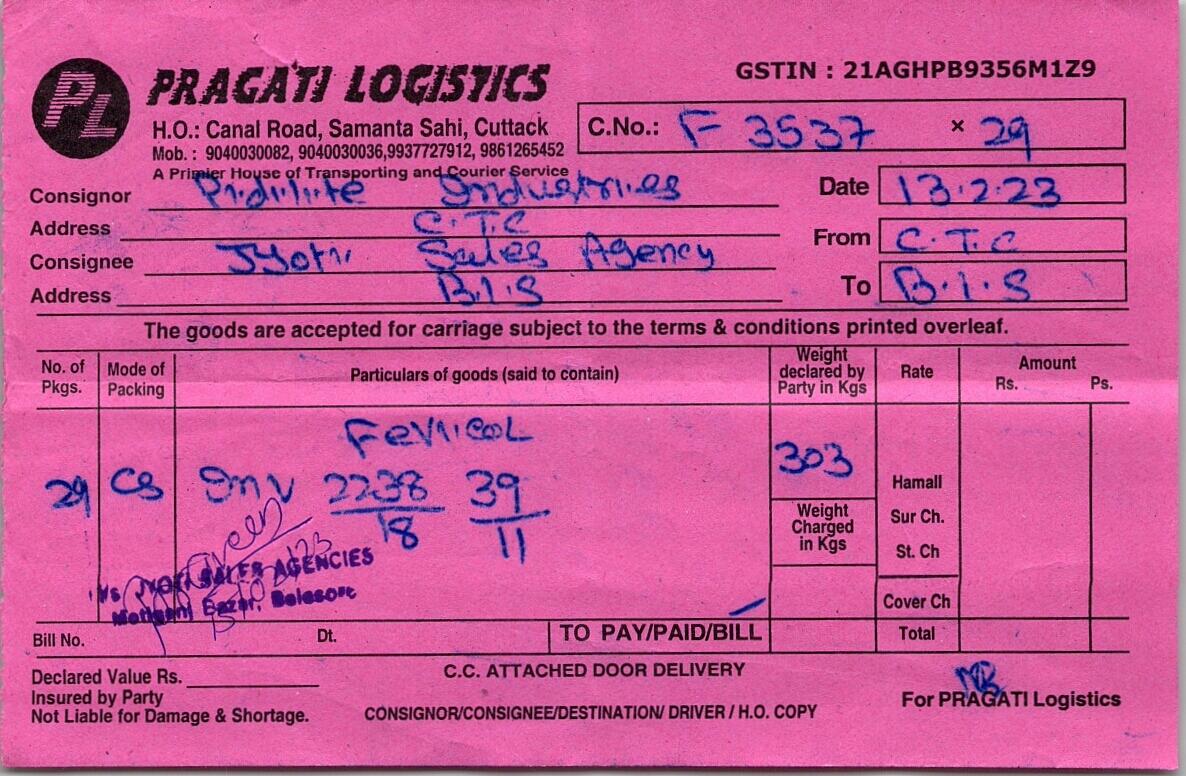 PL PRAGATI LOGISTICS
GSTIN : 21AGHPB9356M1Z9
H.O.: Canal Road, Samanta Sahi, Cuttack
Mob. : 9040030082, 9040030036,9937727912, 9861265452
A Primier House of Transporting and Courier Service
C.No.: F 3537 × 29
Consignor Pidilite Industries
Date 13.2.23
Address C.T.C
From C.T.C
Consignee Jyoti Sales Agency
Address B.L.S
To B.L.S
The goods are accepted for carriage subject to the terms & conditions printed overleaf.
No. of Pkgs. Mode of Packing Particulars of goods (said to contain) Weight declared by Party in Kgs Rate Amount Rs. Ps.
FeVicoL
29 CS Inv 2238/18 39/11 303
Hamall
Weight Charged in Kgs
Sur Ch.
St. Ch
M/s JYOTI SALES AGENCIES
Motiganj Bazar, Balesore
Cover Ch
Bill No. Dt. TO PAY/PAID/BILL Total
Declared Value Rs.
C.C. ATTACHED DOOR DELIVERY
Insured by Party
For PRAGATI Logistics
Not Liable for Damage & Shortage.
CONSIGNOR/CONSIGNEE/DESTINATION/ DRIVER / H.O. COPY